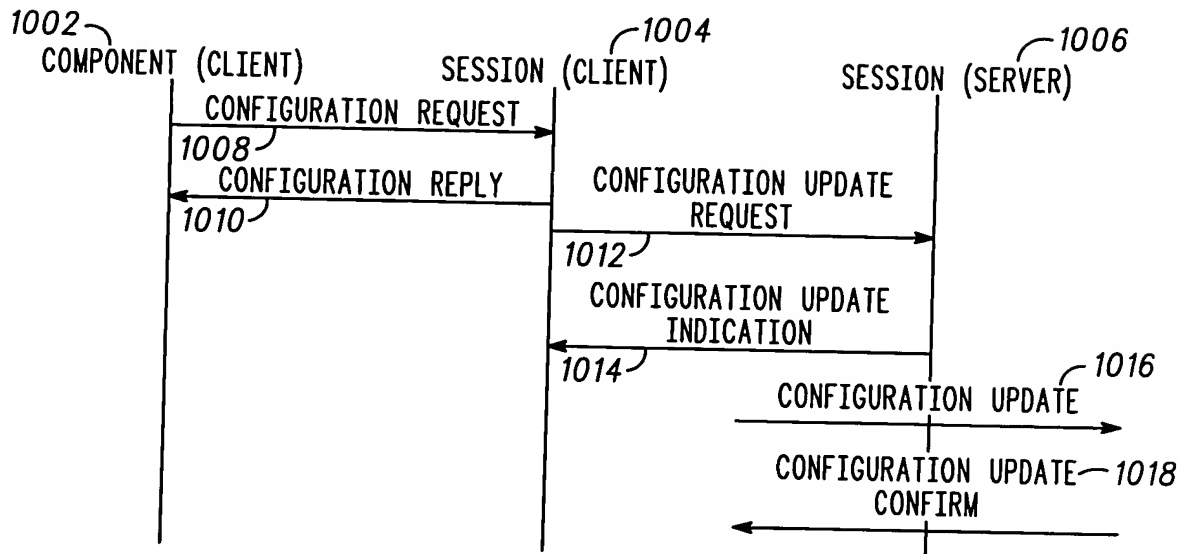 1002
1004
1006
COMPONENT (CLIENT)
SESSION (CLIENT)
SESSION (SERVER)
CONFIGURATION REQUEST
1008
CONFIGURATION REPLY
1010
CONFIGURATION UPDATE
REQUEST
1012
CONFIGURATION UPDATE
INDICATION
1014
1016
CONFIGURATION UPDATE
CONFIGURATION UPDATE 1018
CONFIRM